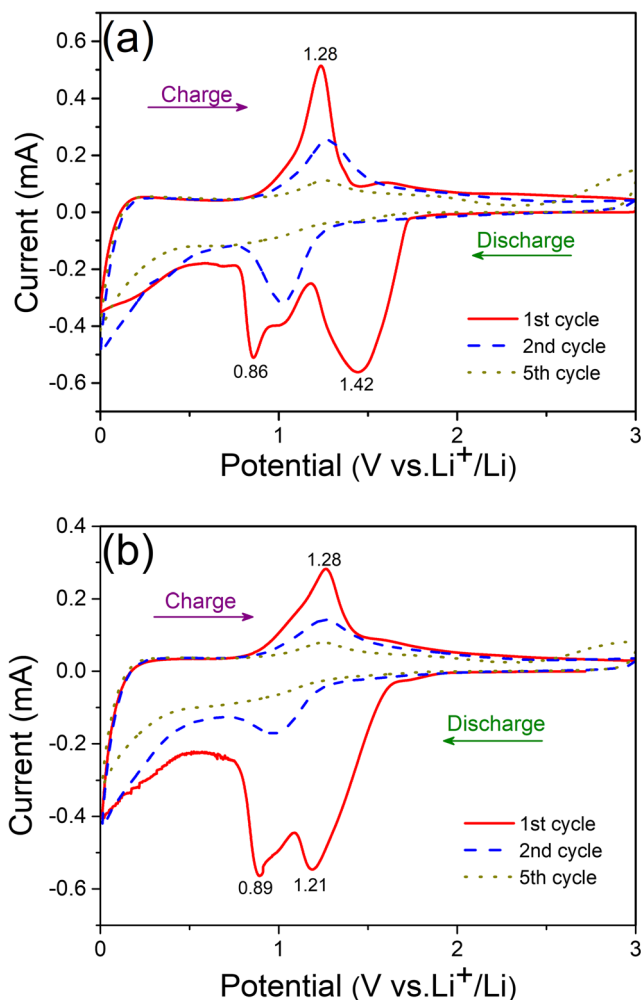 (a)
1.28
Charge
Discharge
0.86
1.42
1st cycle
2nd cycle
5th cycle
0.6
0.4
0.2
0.0
-0.2
-0.4
-0.6
Current (mA)
0
1
2
3
Potential (V vs.Li⁺/Li)
(b)
1.28
Charge
Discharge
0.89
1.21
1st cycle
2nd cycle
5th cycle
0.4
0.2
0.0
-0.2
-0.4
-0.6
Current (mA)
0
1
2
3
Potential (V vs.Li⁺/Li)